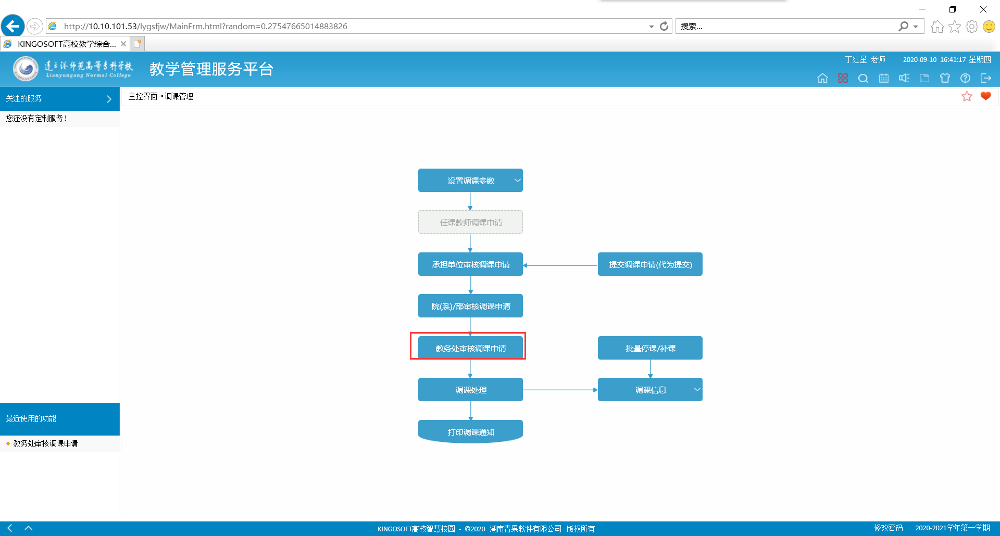 http://10.10.101.53/lygsfjw/MainFrm.html?random=0.27547665014883826
搜索...
KINGOSOFT高校教学综合...
连云港师范高等专科学校
Lianyungang Normal College
教学管理服务平台
丁红星 老师 2020-09-10 16:41:17 星期四
关注的服务
主控界面→调课管理
您还没有定制服务！
设置调课参数
任课教师调课申请
承担单位审核调课申请
提交调课申请(代为提交)
院(系)/部审核调课申请
教务处审核调课申请
批量停课/补课
调课处理
调课信息
打印调课通知
最近使用的功能
教务处审核调课申请
KINGOSOFT高校智慧校园 - ©2020 湖南青果软件有限公司 版权所有
修改密码 2020-2021学年第一学期